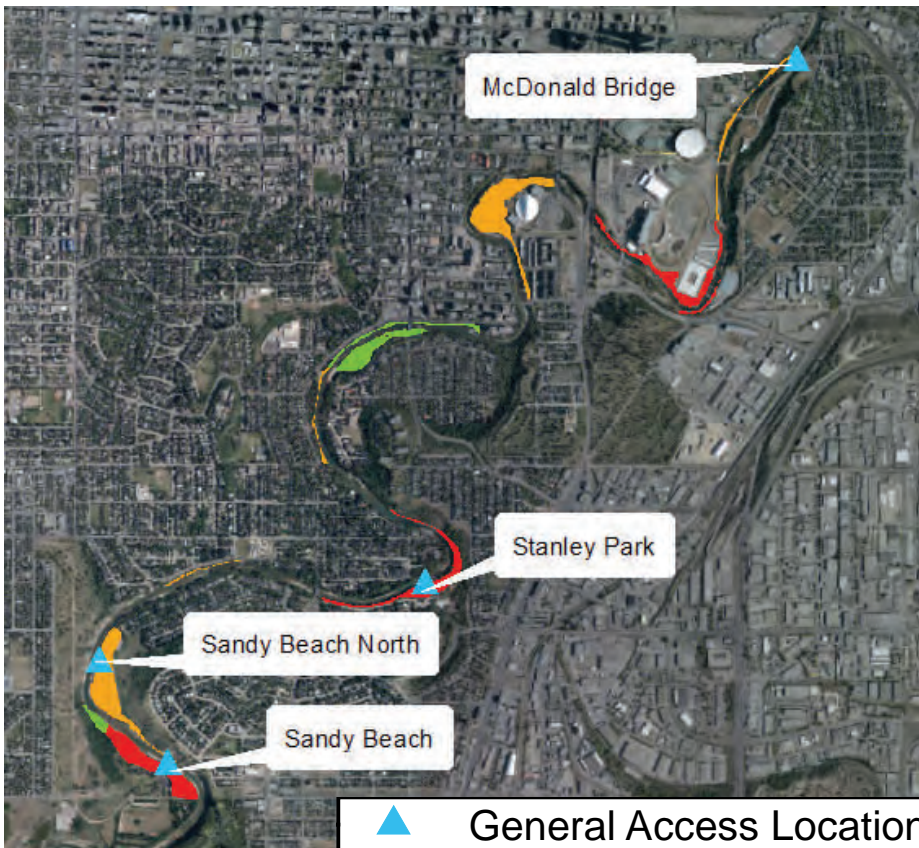 McDonald Bridge
Stanley Park
Sandy Beach North
Sandy Beach
General Access Location